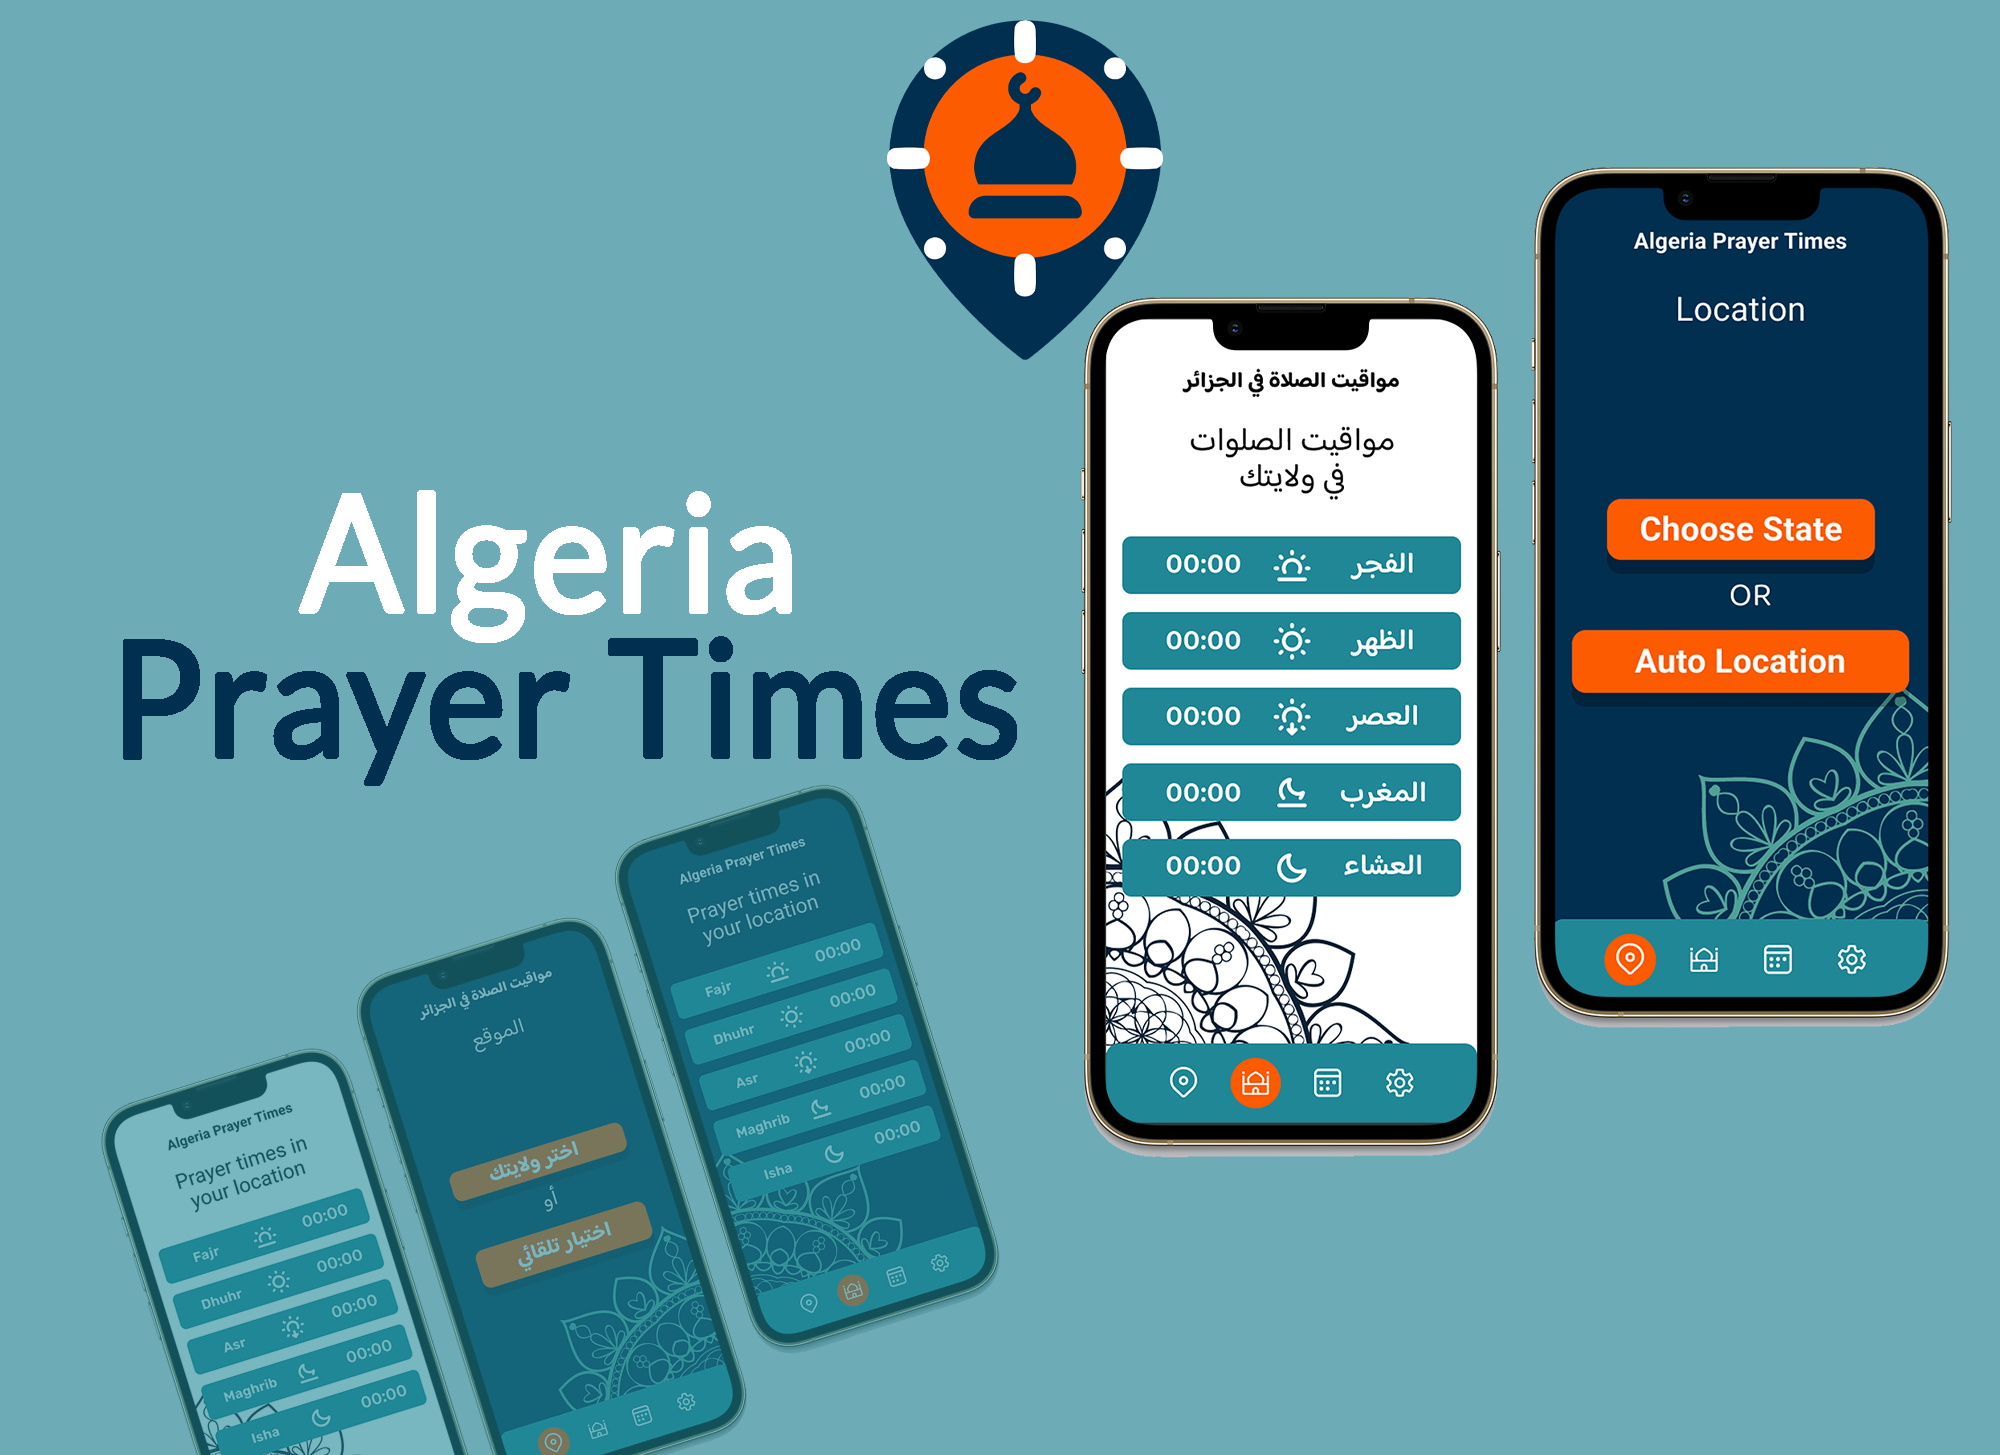 Algeria
Prayer Times
مواقيت الصلاة في الجزائر
مواقيت الصلوات
في ولايتك
الفجر 00:00
الظهر 00:00
العصر 00:00
المغرب 00:00
العشاء 00:00
Algeria Prayer Times
Location
Choose State
OR
Auto Location
Algeria Prayer Times
Prayer times in
your location
Fajr 00:00
Dhuhr 00:00
Asr 00:00
Maghrib 00:00
Isha 00:00
مواقيت الصلاة في الجزائر
الموقع
اختر ولايتك
أو
اختيار تلقائي
Algeria Prayer Times
Prayer times in
your location
Fajr 00:00
Dhuhr 00:00
Asr 00:00
Maghrib 00:00
Isha 00:00